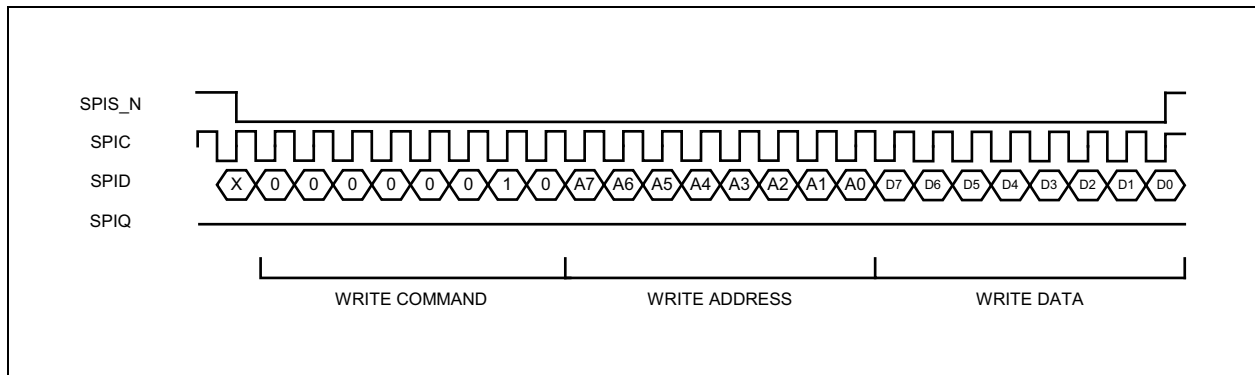 SPIS_N
SPIC
SPID X 0 0 0 0 0 0 1 0 A7 A6 A5 A4 A3 A2 A1 A0 D7 D6 D5 D4 D3 D2 D1 D0
SPIQ
WRITE COMMAND WRITE ADDRESS WRITE DATA